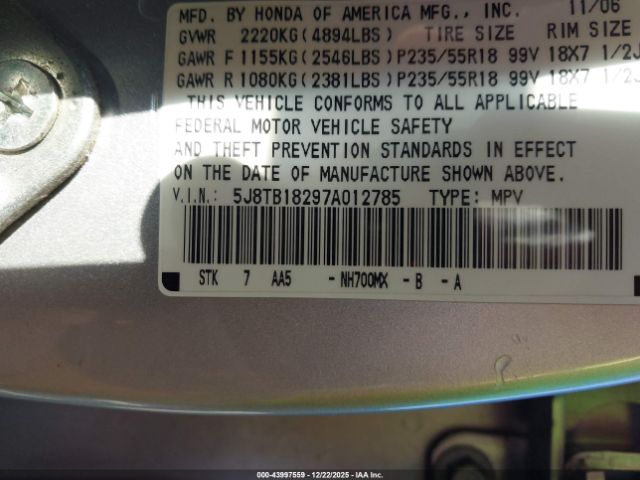 MFD. BY HONDA OF AMERICA MFG., INC. 11/06
GVWR 2220KG(4894LBS) TIRE SIZE RIM SIZE
GAWR F 1155KG(2546LBS) P235/55R18 99V 18X7 1/2J
GAWR R 1080KG(2381LBS) P235/55R18 99V 18X7 1/2J
THIS VEHICLE CONFORMS TO ALL APPLICABLE
FEDERAL MOTOR VEHICLE SAFETY
AND THEFT PREVENTION STANDARDS IN EFFECT
ON THE DATE OF MANUFACTURE SHOWN ABOVE.
V.I.N.: 5J8TB18297A012785 TYPE: MPV
STK 7 AA5 - NH700MX - B - A
000-43997559 - 12/22/2025 - IAA Inc.